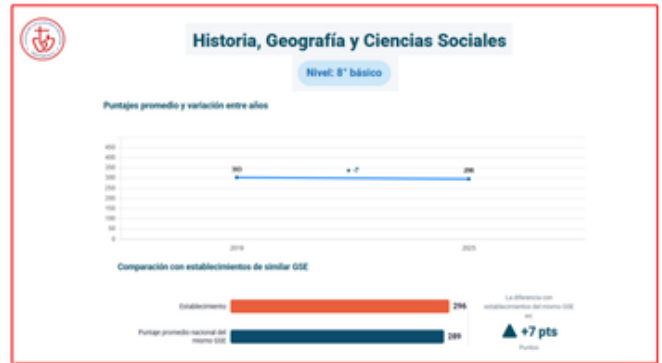 Historia, Geografía y Ciencias Sociales
Nivel: 8° básico
Puntajes promedio y variación entre años
450
400
350
300
250
200
150
100
50
0
303
-7
296
2019
2025
Comparación con establecimientos de similar GSE
Establecimiento
296
Puntaje promedio nacional del
mismo GSE
289
La diferencia con
establecimientos del mismo GSE
es:
▲ +7 pts
Puntos